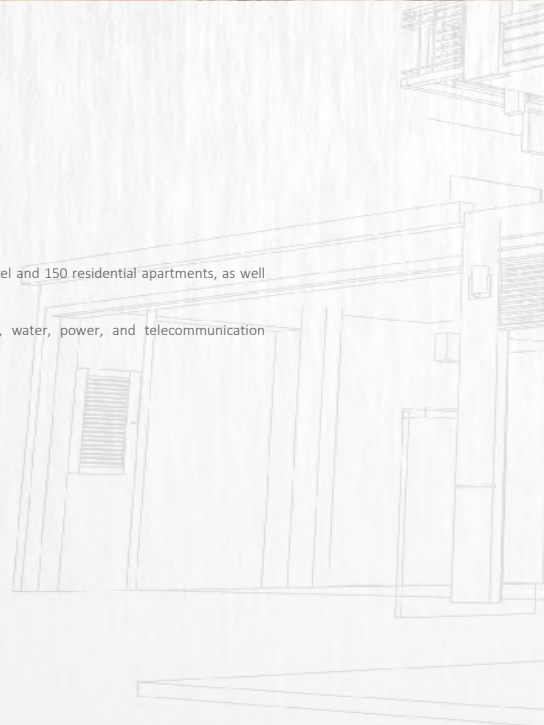 el and 150 residential apartments, as well
, water, power, and telecommunication